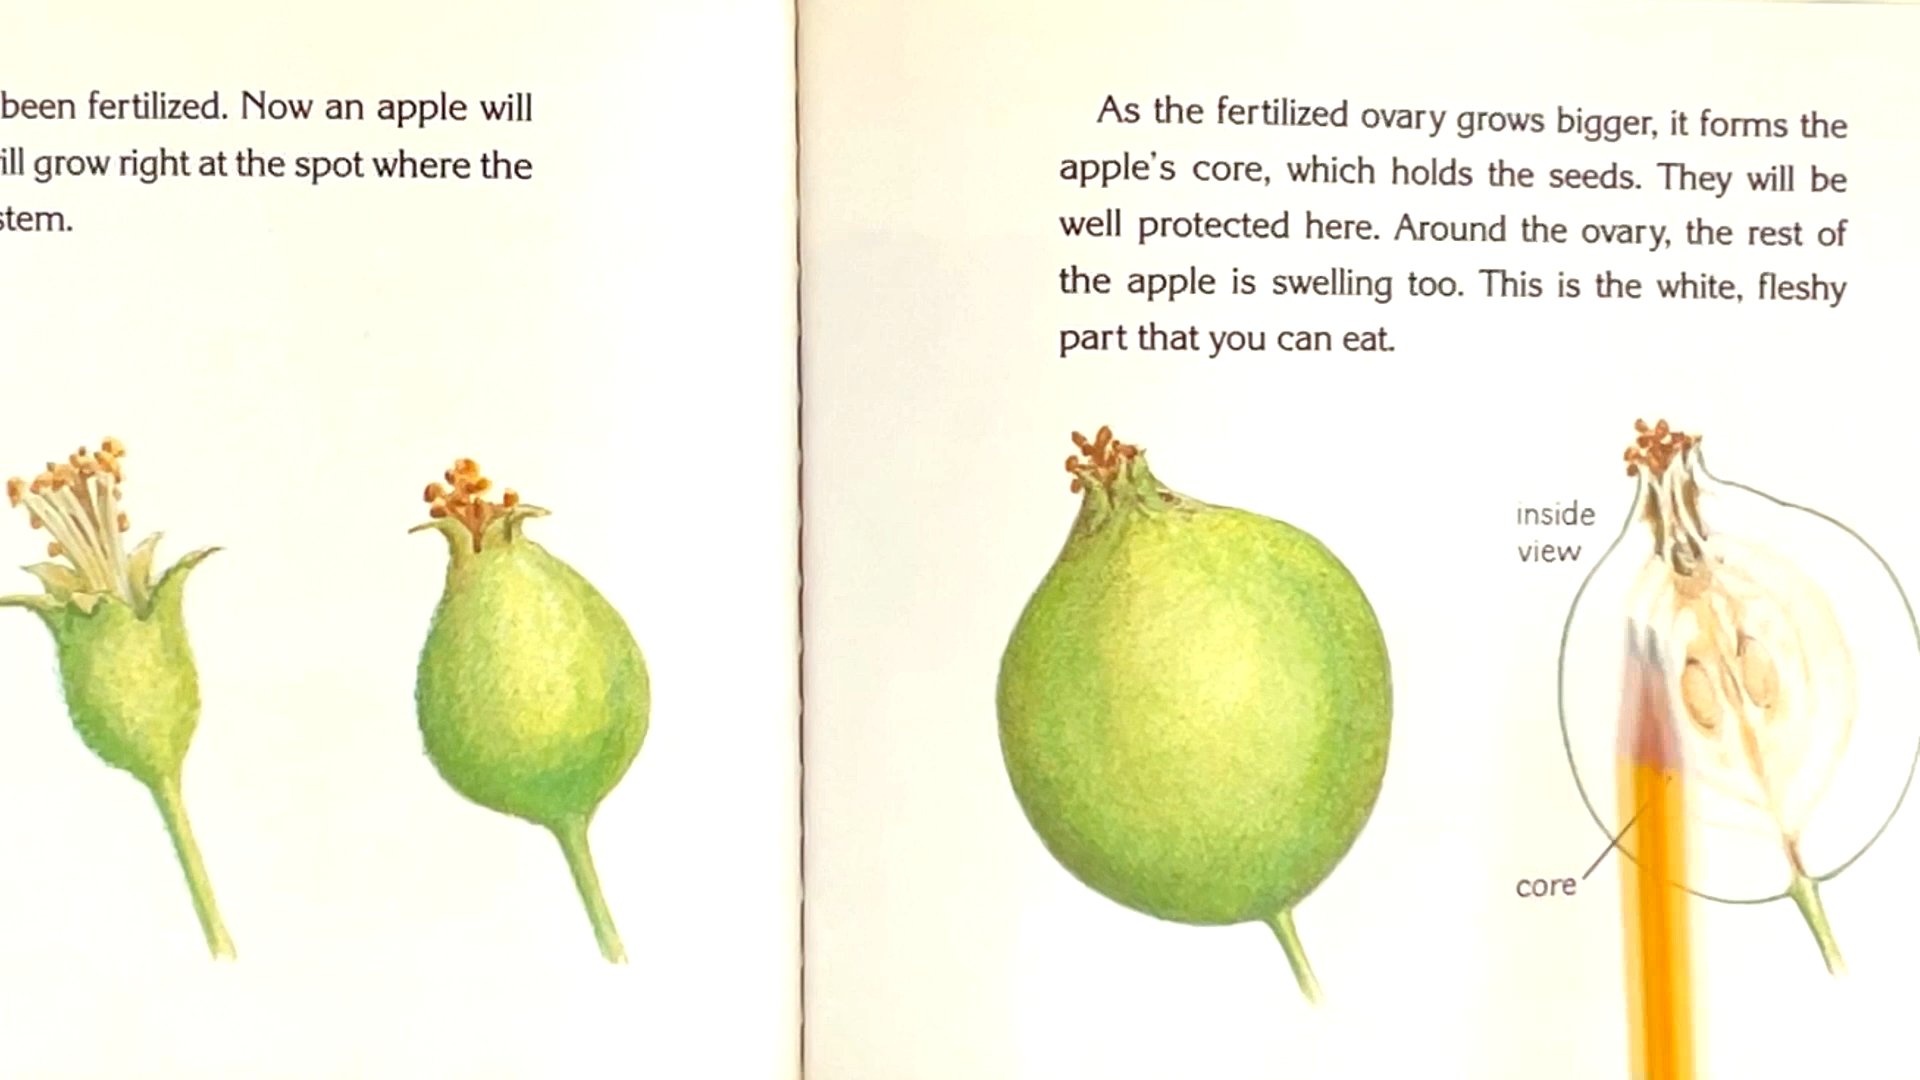 been fertilized. Now an apple will
ill grow right at the spot where the
stem.
As the fertilized ovary grows bigger, it forms the
apple's core, which holds the seeds. They will be
well protected here. Around the ovary, the rest of
the apple is swelling too. This is the white, fleshy
part that you can eat.
inside
view
core